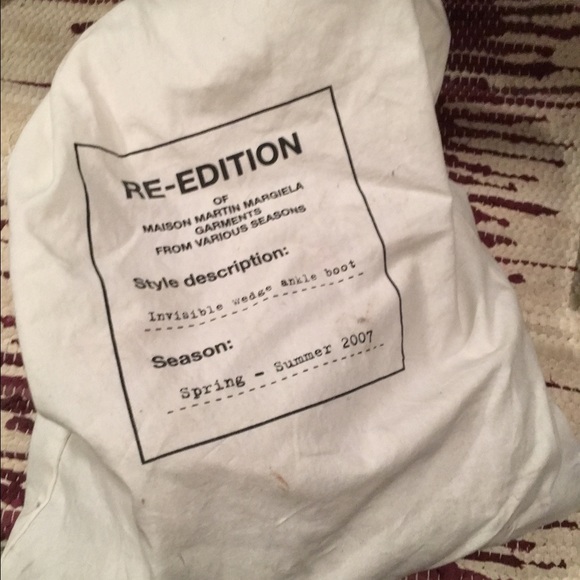 RE-EDITION
OF
MAISON MARTIN MARGIELA
GARMENTS
FROM VARIOUS SEASONS
Style description:
Invisible wedge ankle boot
Season:
Spring - Summer 2007